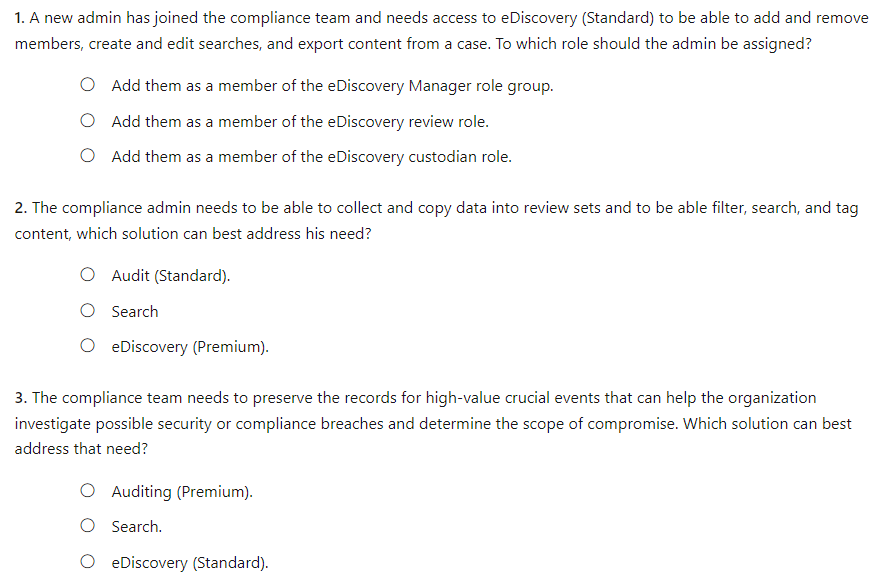 1. A new admin has joined the compliance team and needs access to eDiscovery (Standard) to be able to add and remove
members, create and edit searches, and export content from a case. To which role should the admin be assigned?
Add them as a member of the eDiscovery Manager role group.
Add them as a member of the eDiscovery review role.
Add them as a member of the eDiscovery custodian role.
2. The compliance admin needs to be able to collect and copy data into review sets and to be able filter, search, and tag
content, which solution can best address his need?
Audit (Standard).
Search
eDiscovery (Premium).
3. The compliance team needs to preserve the records for high-value crucial events that can help the organization
investigate possible security or compliance breaches and determine the scope of compromise. Which solution can best
address that need?
Auditing (Premium).
Search.
eDiscovery (Standard).